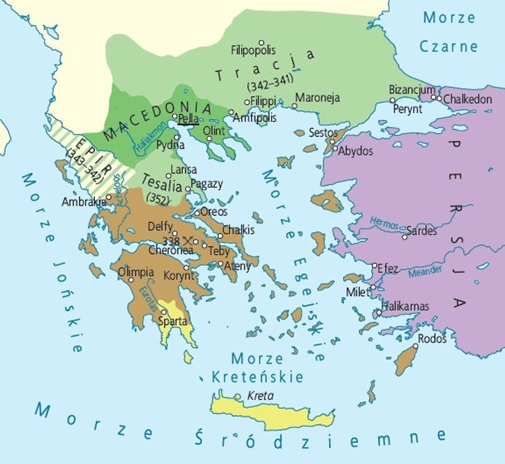 Morze
Czarne
Filipopolis
Tracja
(342-341)
Bizancjum
Chalkedon
Perynt
MACEDONIA
Filippi
Maroneja
Pella
Amfipolis
Haliakmon
Olint
Sestos
Abydos
Pydna
EPIR
(343-342)
Larisa
Tesalia
(352)
Pagazy
Ambrakia
PERSJA
Oreos
Delfy
338
Chalkis
Cheronea
Teby
Ateny
Hermos
Sardes
Olimpia
Korynt
Efez
Meander
Milet
Eurotas
Sparta
Halikarnas
Rodos
Morze Jońskie
Morze Egejskie
Morze
Kreteńskie
Kreta
Morze Śródziemne